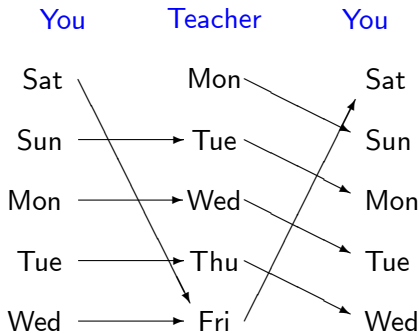 You Teacher You
Sat Mon Sat
Sun Tue Sun
Mon Wed Mon
Tue Thu Tue
Wed Fri Wed